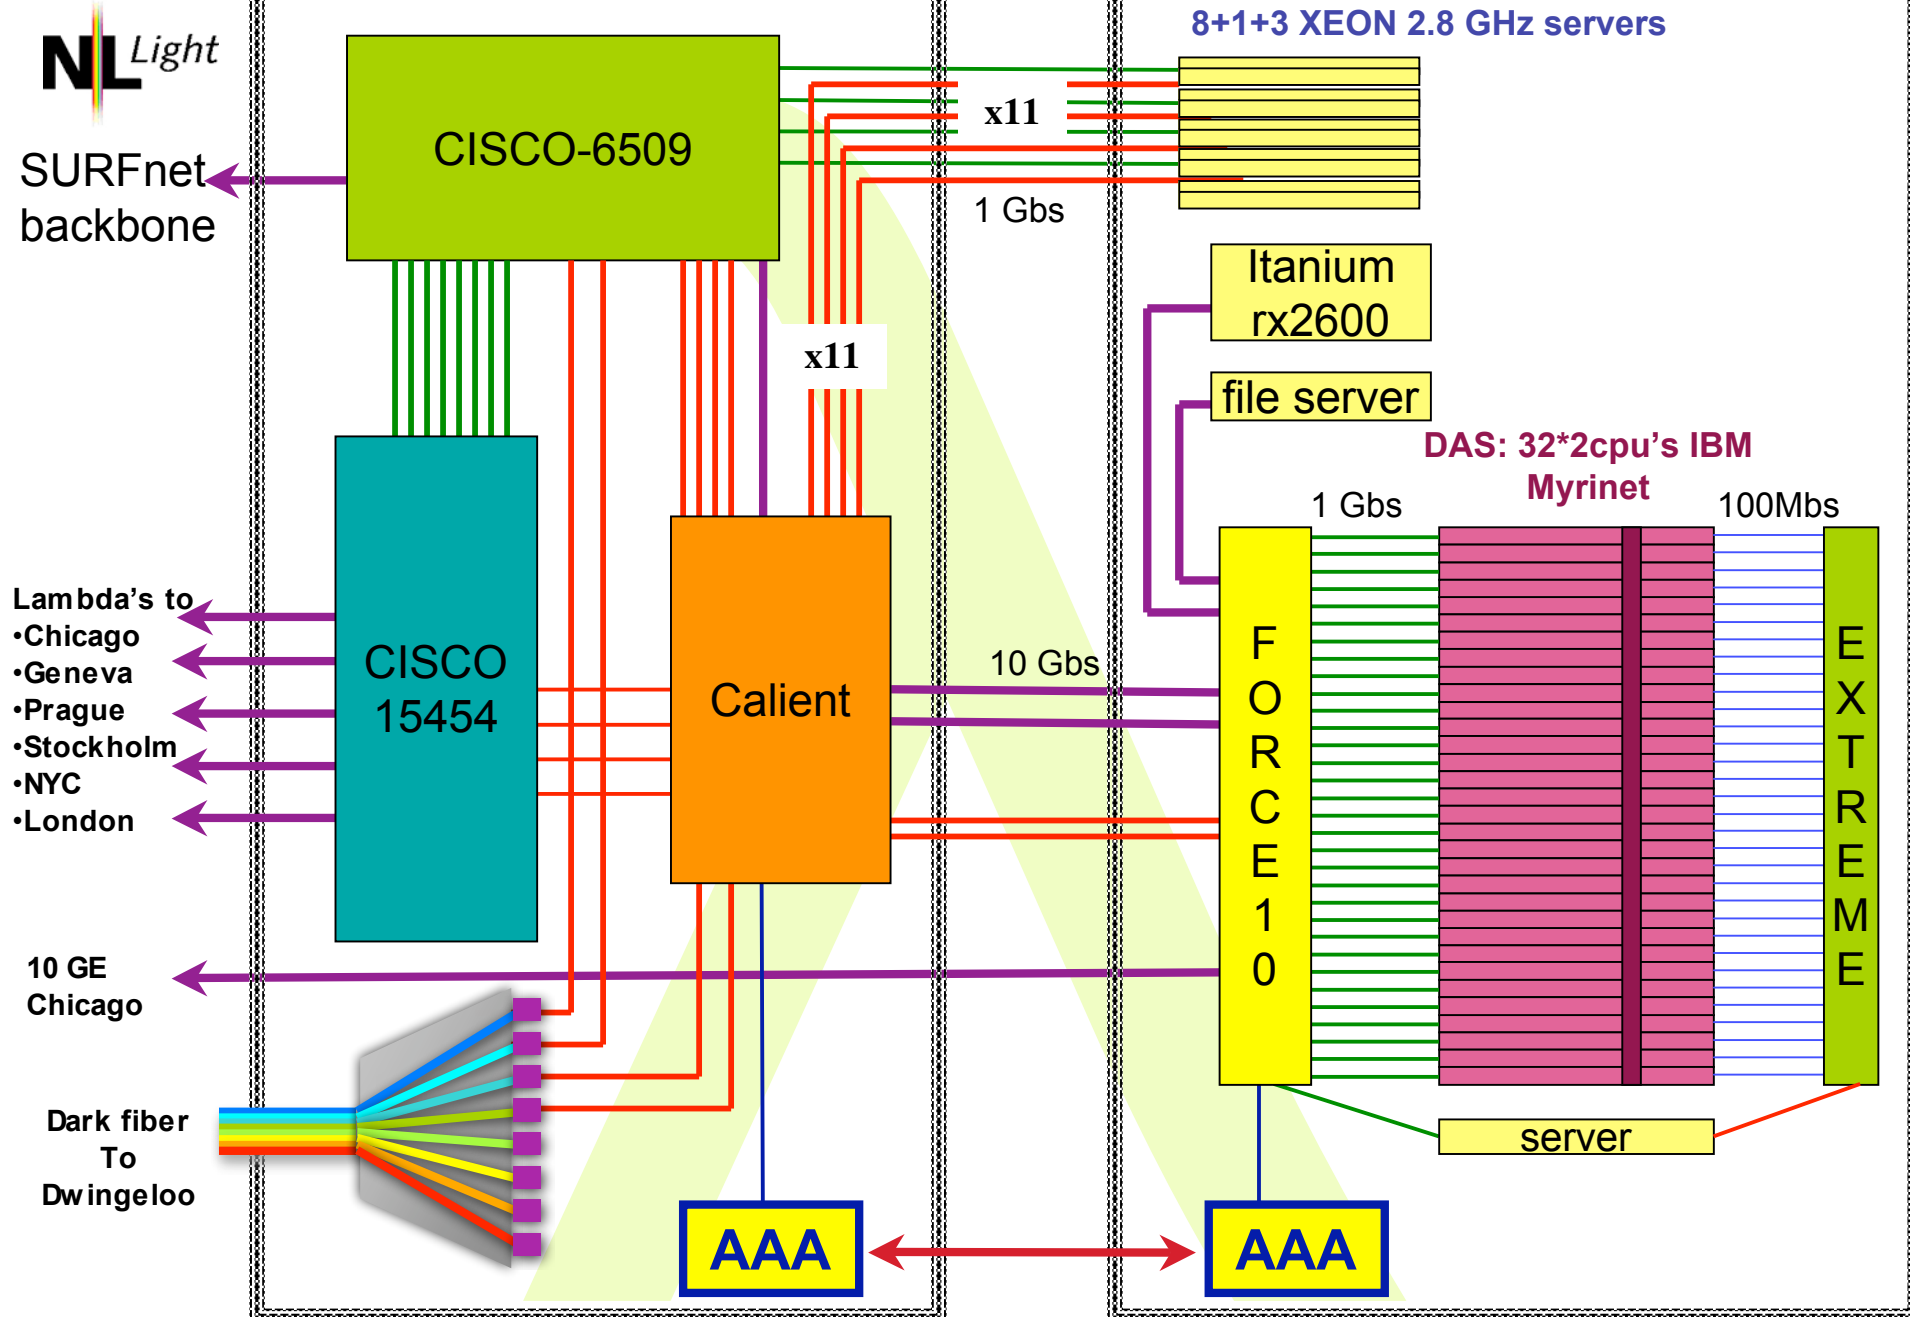 NL Light
8+1+3 XEON 2.8 GHz servers
x11
CISCO-6509
SURFnet
backbone
1 Gbs
Itanium
rx2600
x11
file server
DAS: 32*2cpu's IBM
Myrinet
1 Gbs
100Mbs
Lambda's to
•Chicago
•Geneva
•Prague
•Stockholm
•NYC
•London
CISCO
15454
Calient
10 Gbs
F
O
R
C
E
1
0
E
X
T
R
E
M
E
10 GE
Chicago
Dark fiber
To
Dwingeloo
server
AAA
AAA